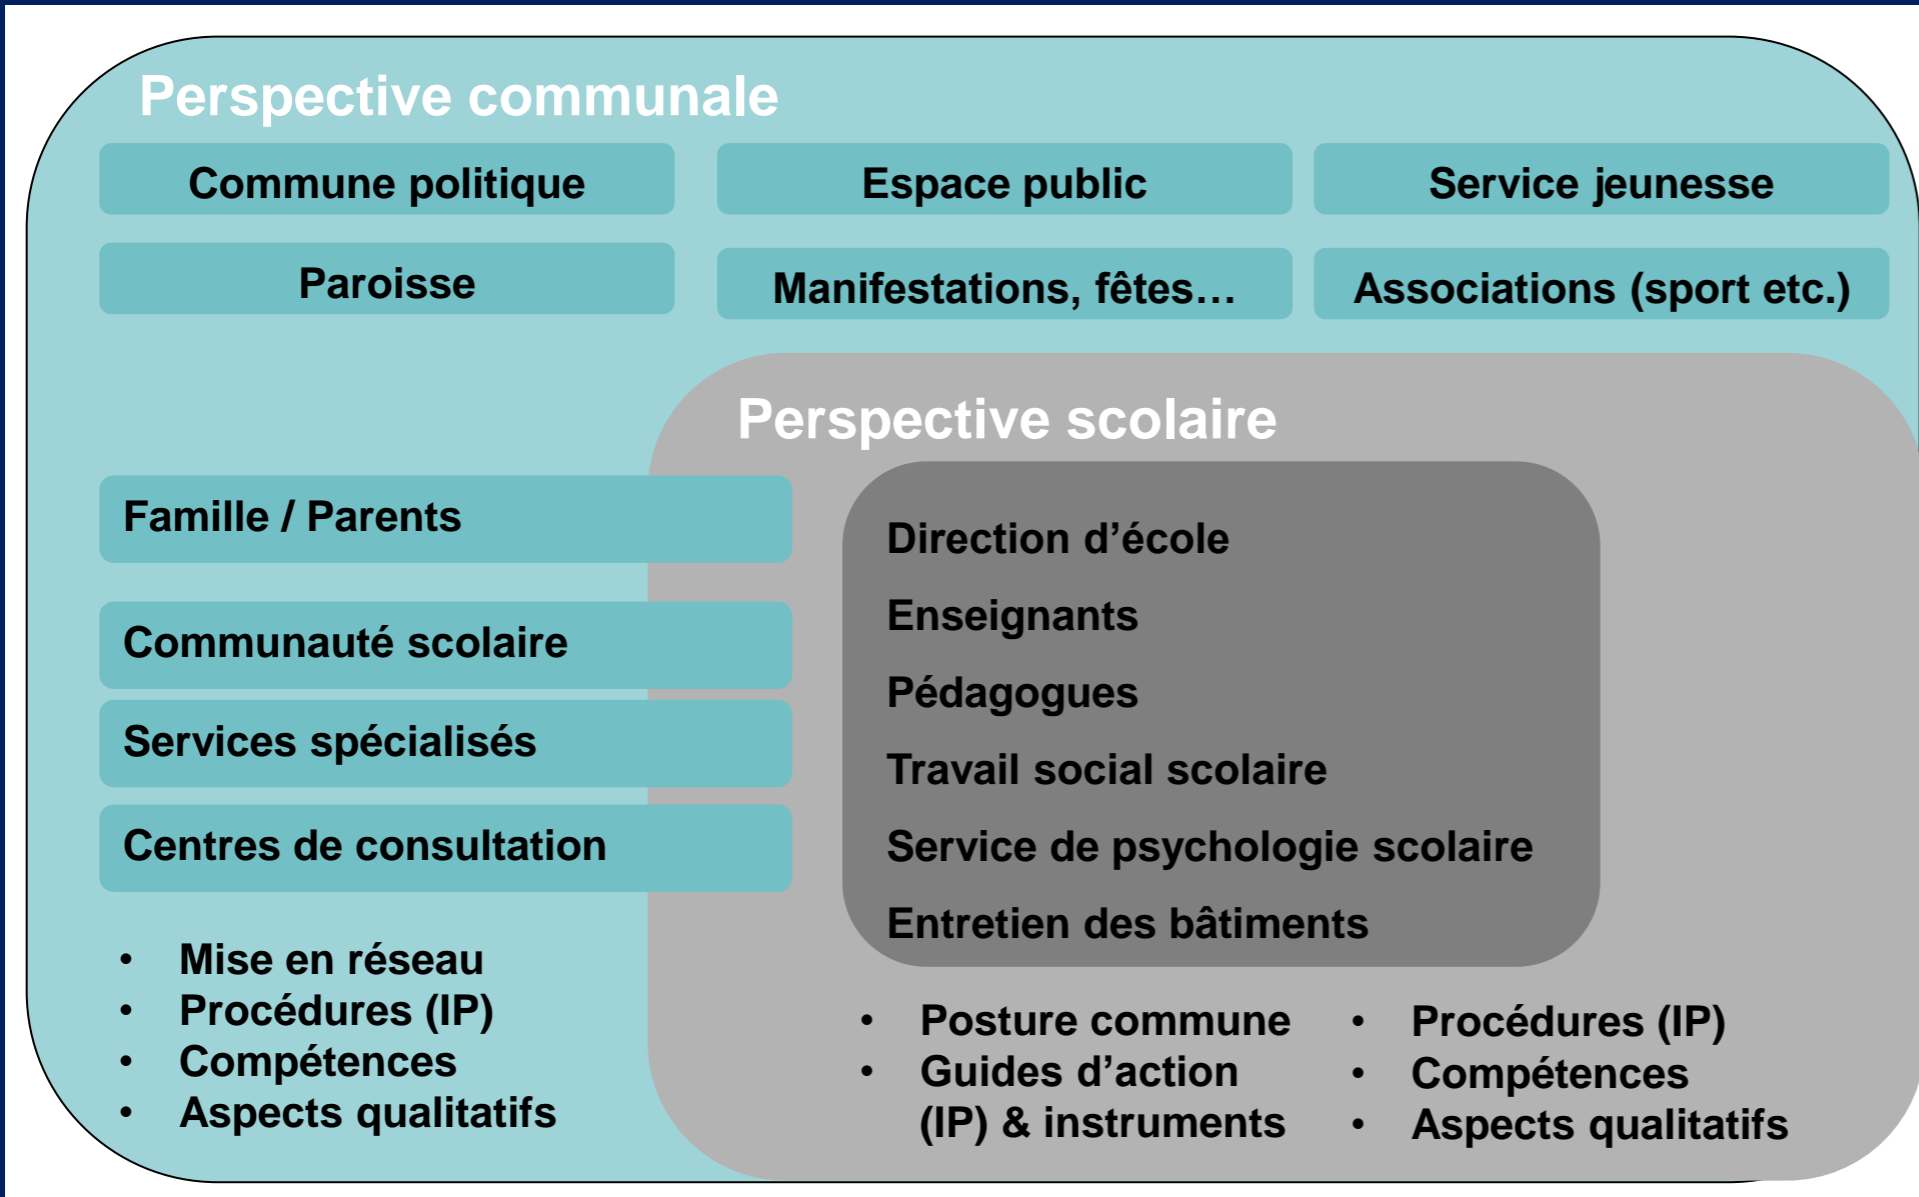 Perspective communale
Commune politique
Espace public
Service jeunesse
Paroisse
Manifestations, fêtes…
Associations (sport etc.)
Perspective scolaire
Famille / Parents
Communauté scolaire
Services spécialisés
Centres de consultation
Direction d’école
Enseignants
Pédagogues
Travail social scolaire
Service de psychologie scolaire
Entretien des bâtiments
• Mise en réseau
• Procédures (IP)
• Compétences
• Aspects qualitatifs
• Posture commune
• Guides d’action
(IP) & instruments
• Procédures (IP)
• Compétences
• Aspects qualitatifs